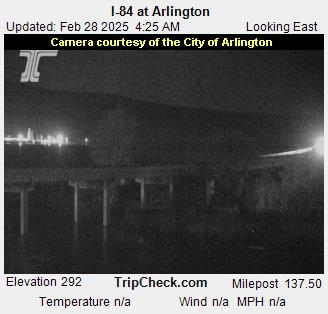 I-84 at Arlington
Updated: Feb 28 2025 4:25 AM Looking East
Camera courtesy of the City of Arlington
Elevation 292 TripCheck.com Milepost 137.50
Temperature n/a Wind n/a MPH n/a